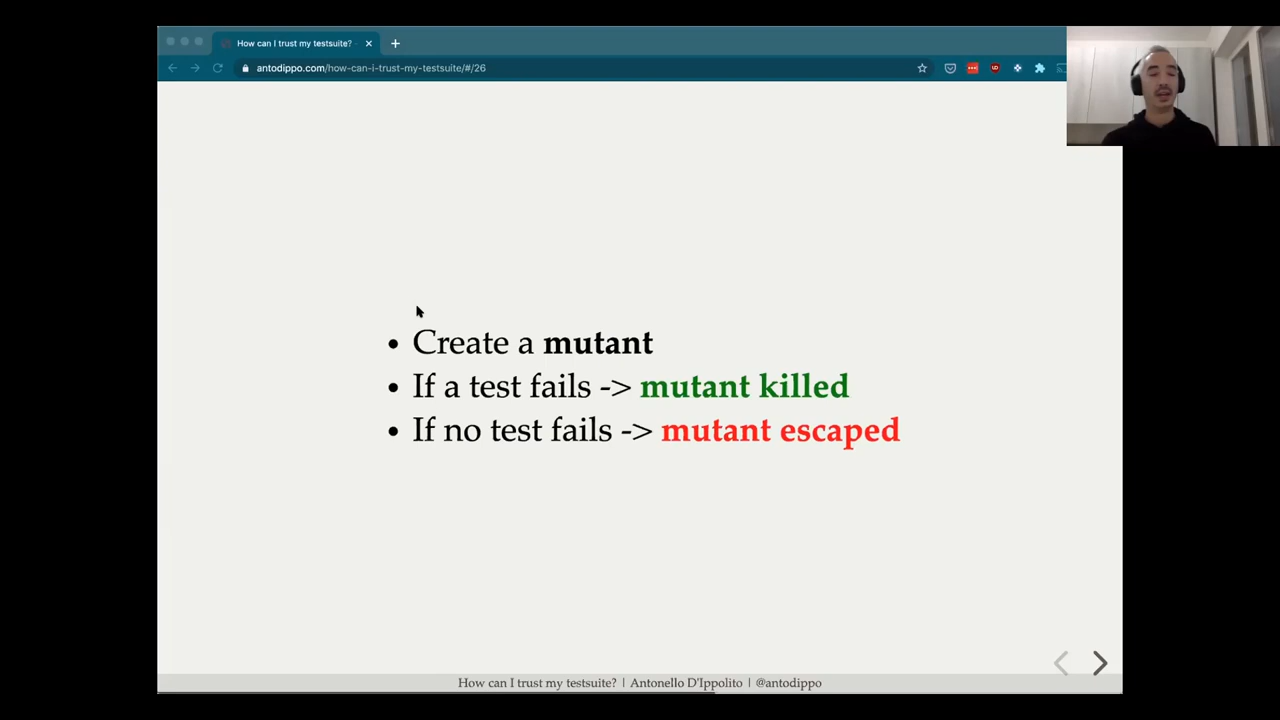 How can I trust my testsuite?
antodippo.com/how-can-i-trust-my-testsuite/#/26
• Create a mutant
• If a test fails -> mutant killed
• If no test fails -> mutant escaped
How can I trust my testsuite? | Antonello D'Ippolito | @antodippo